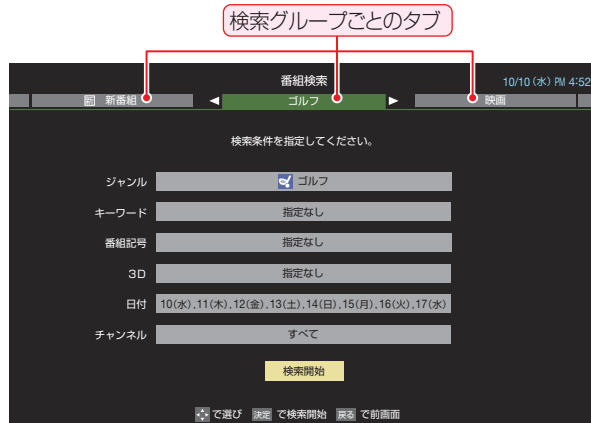 検索グループごとのタブ
番組検索 10/10 (水) PM 4:52
新 新番組 ◀ ゴルフ ▶ 映画
検索条件を指定してください。
ジャンル ゴルフ
キーワード 指定なし
番組記号 指定なし
3D 指定なし
日付 10(水),11(木),12(金),13(土),14(日),15(月),16(火),17(水)
チャンネル すべて
検索開始
で選び 決定 で検索開始 戻る で前画面